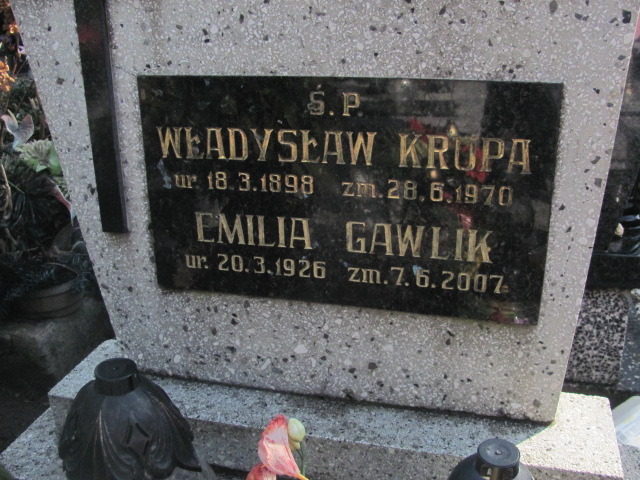 Ś.P.
WŁADYSŁAW KROPA
ur. 18.3.1898 zm. 28.6.1970
EMILIA GAWLIK
ur. 20.3.1926 zm. 7.6.2007.